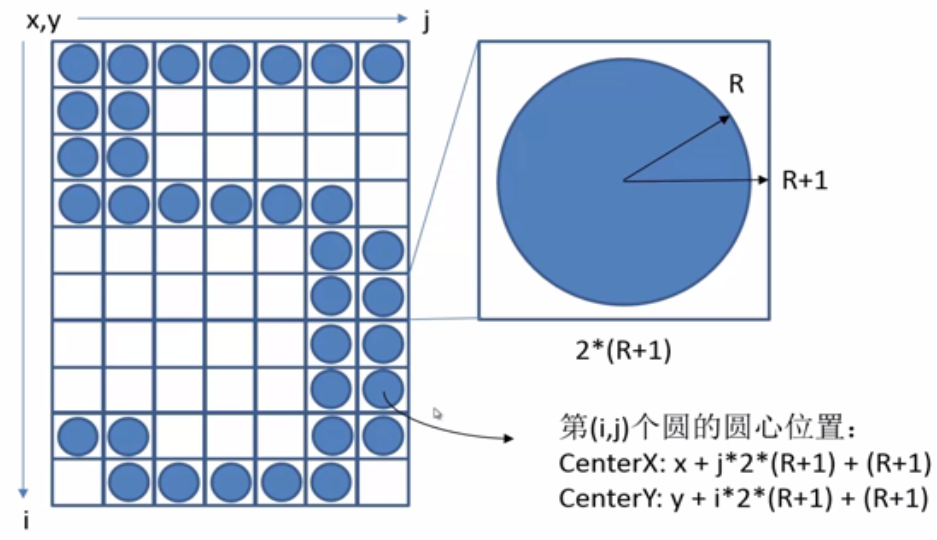 x,y
j
R
R+1
2*(R+1)
第(i,j)个圆的圆心位置：
CenterX: x + j*2*(R+1) + (R+1)
CenterY: y + i*2*(R+1) + (R+1)
i